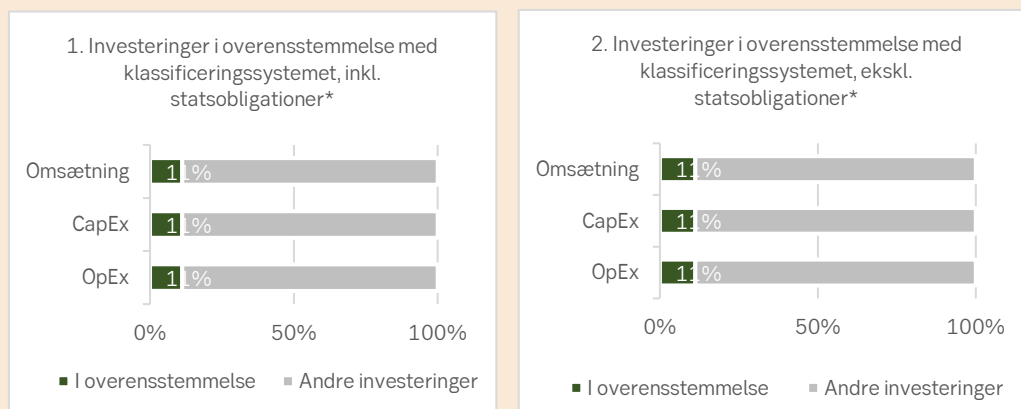 1. Investeringer i overensstemmelse med
klassificeringssystemet, inkl.
statsobligationer*
Omsætning
11%
CapEx
11%
OpEx
11%
0%
50%
100%
I overensstemmelse
Andre investeringer
2. Investeringer i overensstemmelse med
klassificeringssystemet, ekskl.
statsobligationer*
Omsætning
11%
CapEx
11%
OpEx
11%
0%
50%
100%
I overensstemmelse
Andre investeringer